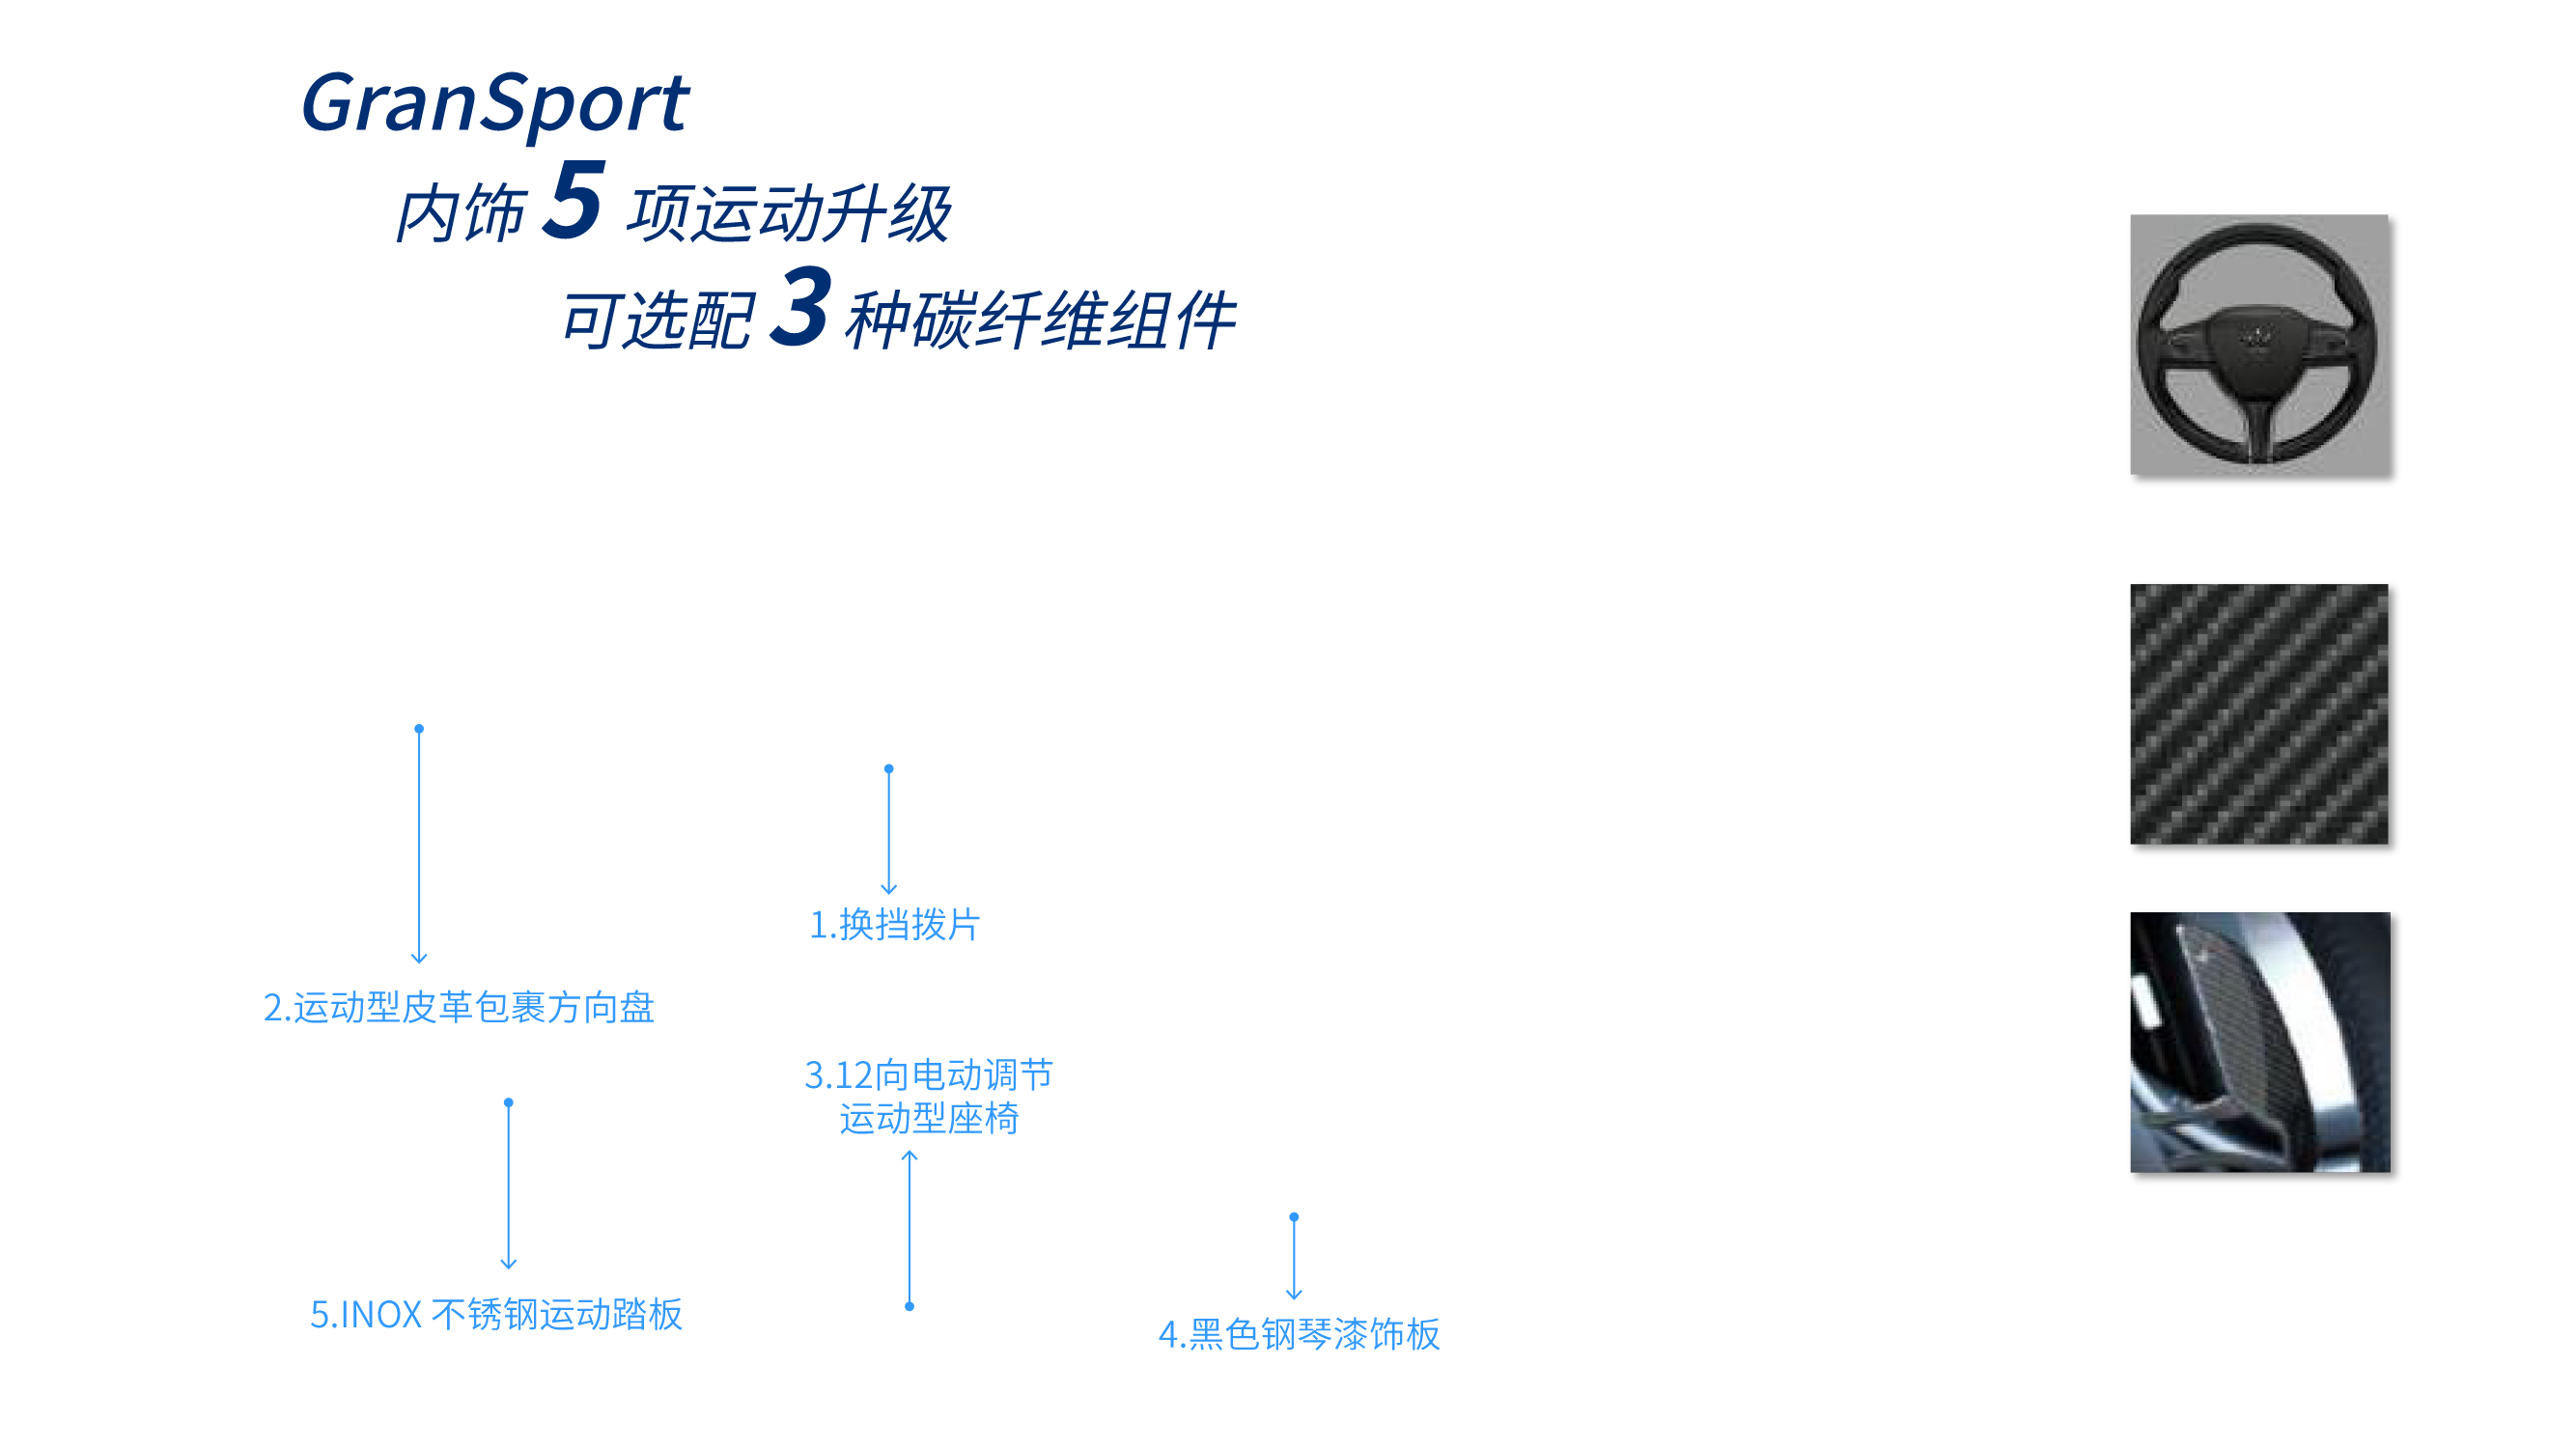 GranSport
内饰 5 项运动升级
可选配 3 种碳纤维组件
1.换挡拨片
2.运动型皮革包裹方向盘
3.12向电动调节
运动型座椅
5.INOX 不锈钢运动踏板
4.黑色钢琴漆饰板